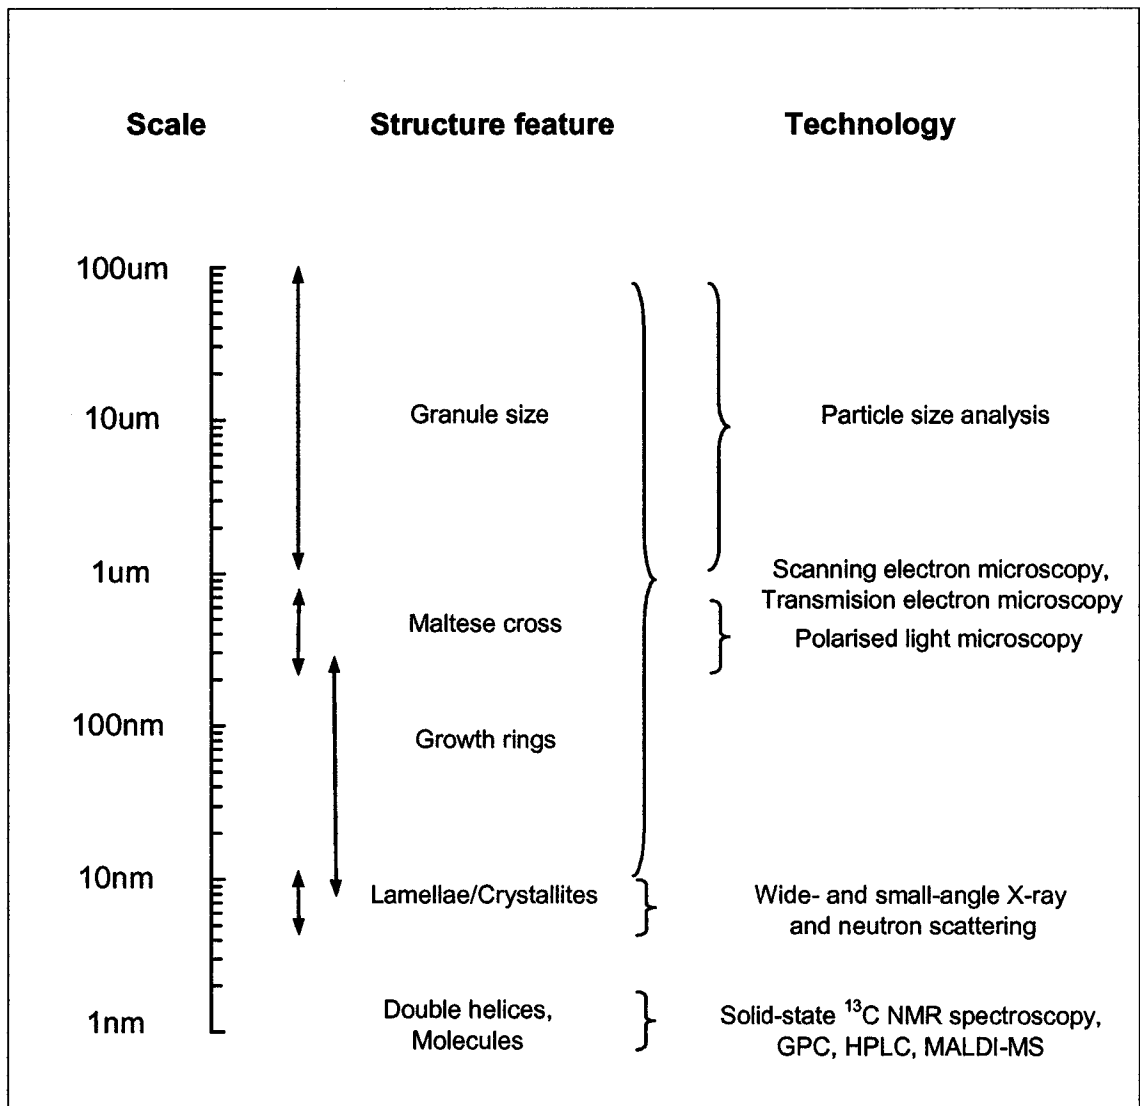 Scale Structure feature Technology
100um
10um Granule size Particle size analysis
1um Scanning electron microscopy,
Transmision electron microscopy
Maltese cross Polarised light microscopy
100nm
Growth rings
10nm Lamellae/Crystallites Wide- and small-angle X-ray
and neutron scattering
Double helices, Solid-state ¹³C NMR spectroscopy,
1nm Molecules GPC, HPLC, MALDI-MS